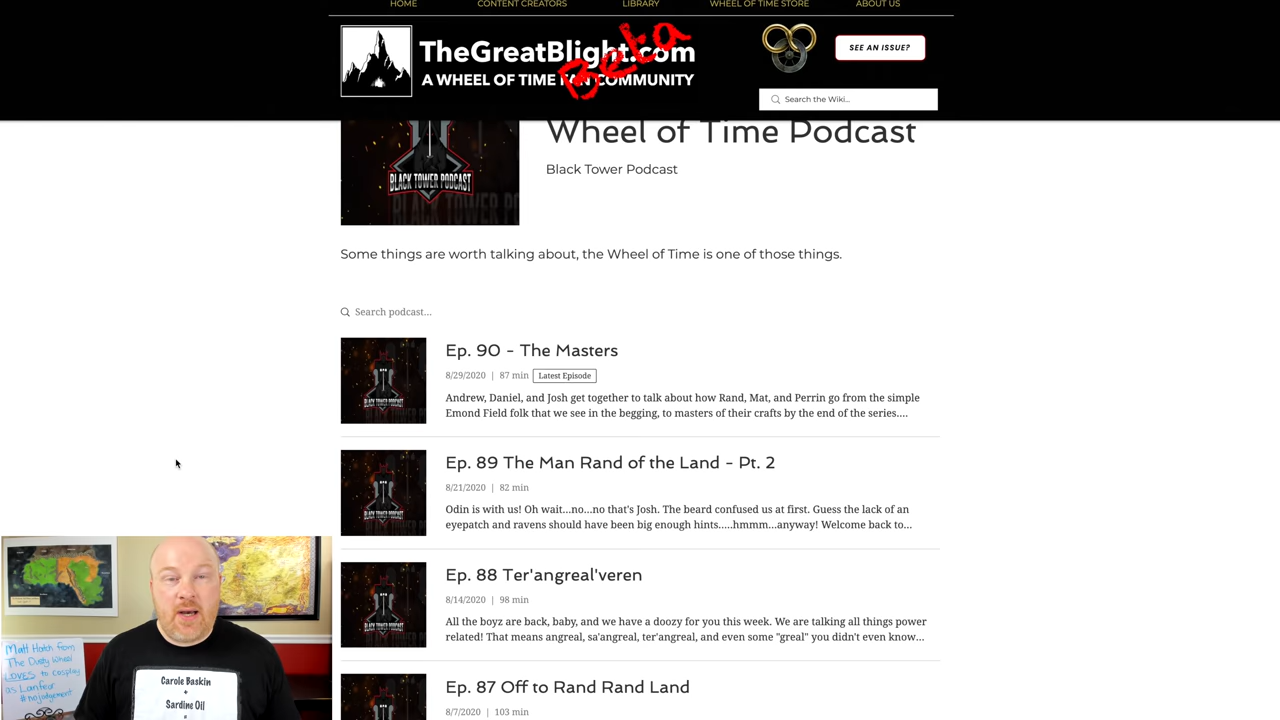 HOME CONTENT CREATORS LIBRARY WHEEL OF TIME STORE ABOUT US
TheGreatBlight.com
A WHEEL OF TIME FAN COMMUNITY
Beta
SEE AN ISSUE?
Search the Wiki...
Wheel of Time Podcast
BLACK TOWER PODCAST
Black Tower Podcast
Some things are worth talking about, the Wheel of Time is one of those things.
Search podcast...
Ep. 90 - The Masters
8/29/2020 | 87 min Latest Episode
Andrew, Daniel, and Josh get together to talk about how Rand, Mat, and Perrin go from the simple
Emond Field folk that we see in the begging, to masters of their crafts by the end of the series....
Ep. 89 The Man Rand of the Land - Pt. 2
8/21/2020 | 82 min
Odin is with us! Oh wait...no...no that's Josh. The beard confused us at first. Guess the lack of an
eyepatch and ravens should have been big enough hints.....hmmm...anyway! Welcome back to...
Ep. 88 Ter'angreal'veren
8/14/2020 | 98 min
All the boyz are back, baby, and we have a doozy for you this week. We are talking all things power
related! That means angreal, sa'angreal, ter'angreal, and even some "greal" you didn't even know...
Ep. 87 Off to Rand Rand Land
8/7/2020 | 103 min
Matt Hatch from
The Dusty Wheel
LOVES to cosplay
as Lanfear
#nojudgement
Carole Baskin
+
Sardine Oil
=